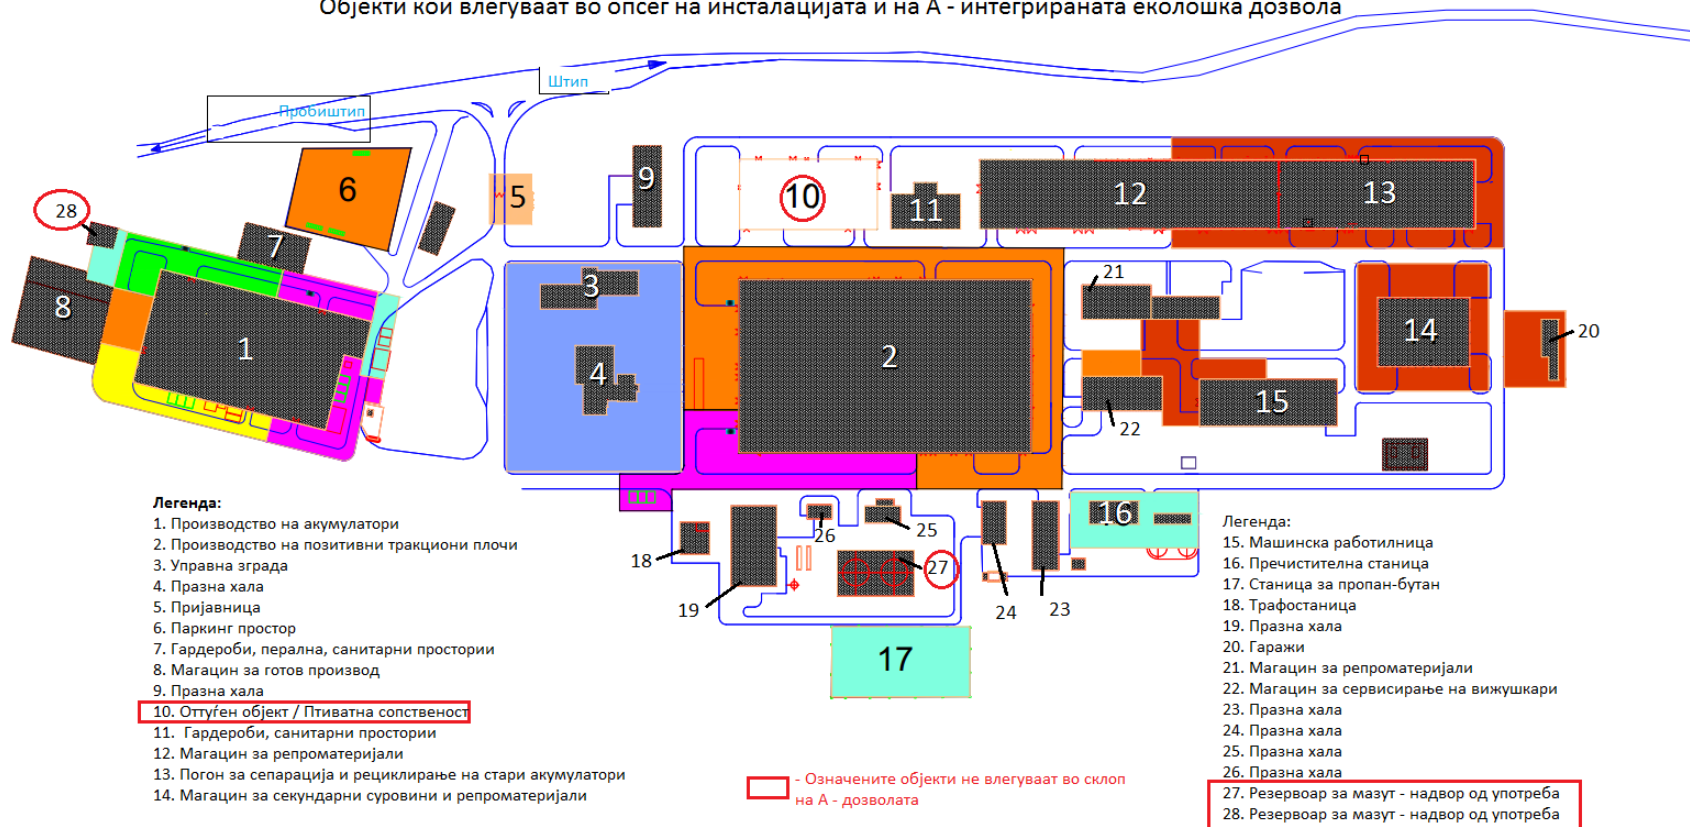 Објекти кои влегуваат во опсег на инсталацијата и на А - интегрираната еколошка дозвола
Штип
Пробиштип
28
6
5
9
10
11
12
13
7
8
1
3
4
2
21
14
20
15
22
18
19
26
25
27
24
23
16
17
Легенда:
1. Производство на акумулатори
2. Производство на позитивни тракциони плочи
3. Управна зграда
4. Празна хала
5. Пријавница
6. Паркинг простор
7. Гардероби, перална, санитарни простории
8. Магацин за готов производ
9. Празна хала
10. Оттуѓен објект / Птиватна сопственост
11. Гардероби, санитарни простории
12. Магацин за репроматеријали
13. Погон за сепарација и рециклирање на стари акумулатори
14. Магацин за секундарни суровини и репроматеријали
- Означените објекти не влегуваат во склоп
на А - дозволата
Легенда:
15. Машинска работилница
16. Пречистителна станица
17. Станица за пропан-бутан
18. Трафостаница
19. Празна хала
20. Гаражи
21. Магацин за репроматеријали
22. Магацин за сервисирање на вижушкари
23. Празна хала
24. Празна хала
25. Празна хала
26. Празна хала
27. Резервоар за мазут - надвор од употреба
28. Резервоар за мазут - надвор од употреба